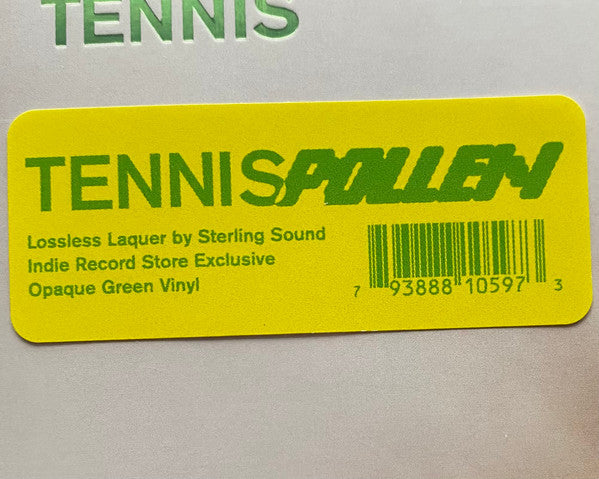 TENNIS
TENNIS POLLEN
Lossless Laquer by Sterling Sound
Indie Record Store Exclusive
Opaque Green Vinyl
7 93888 10597 3